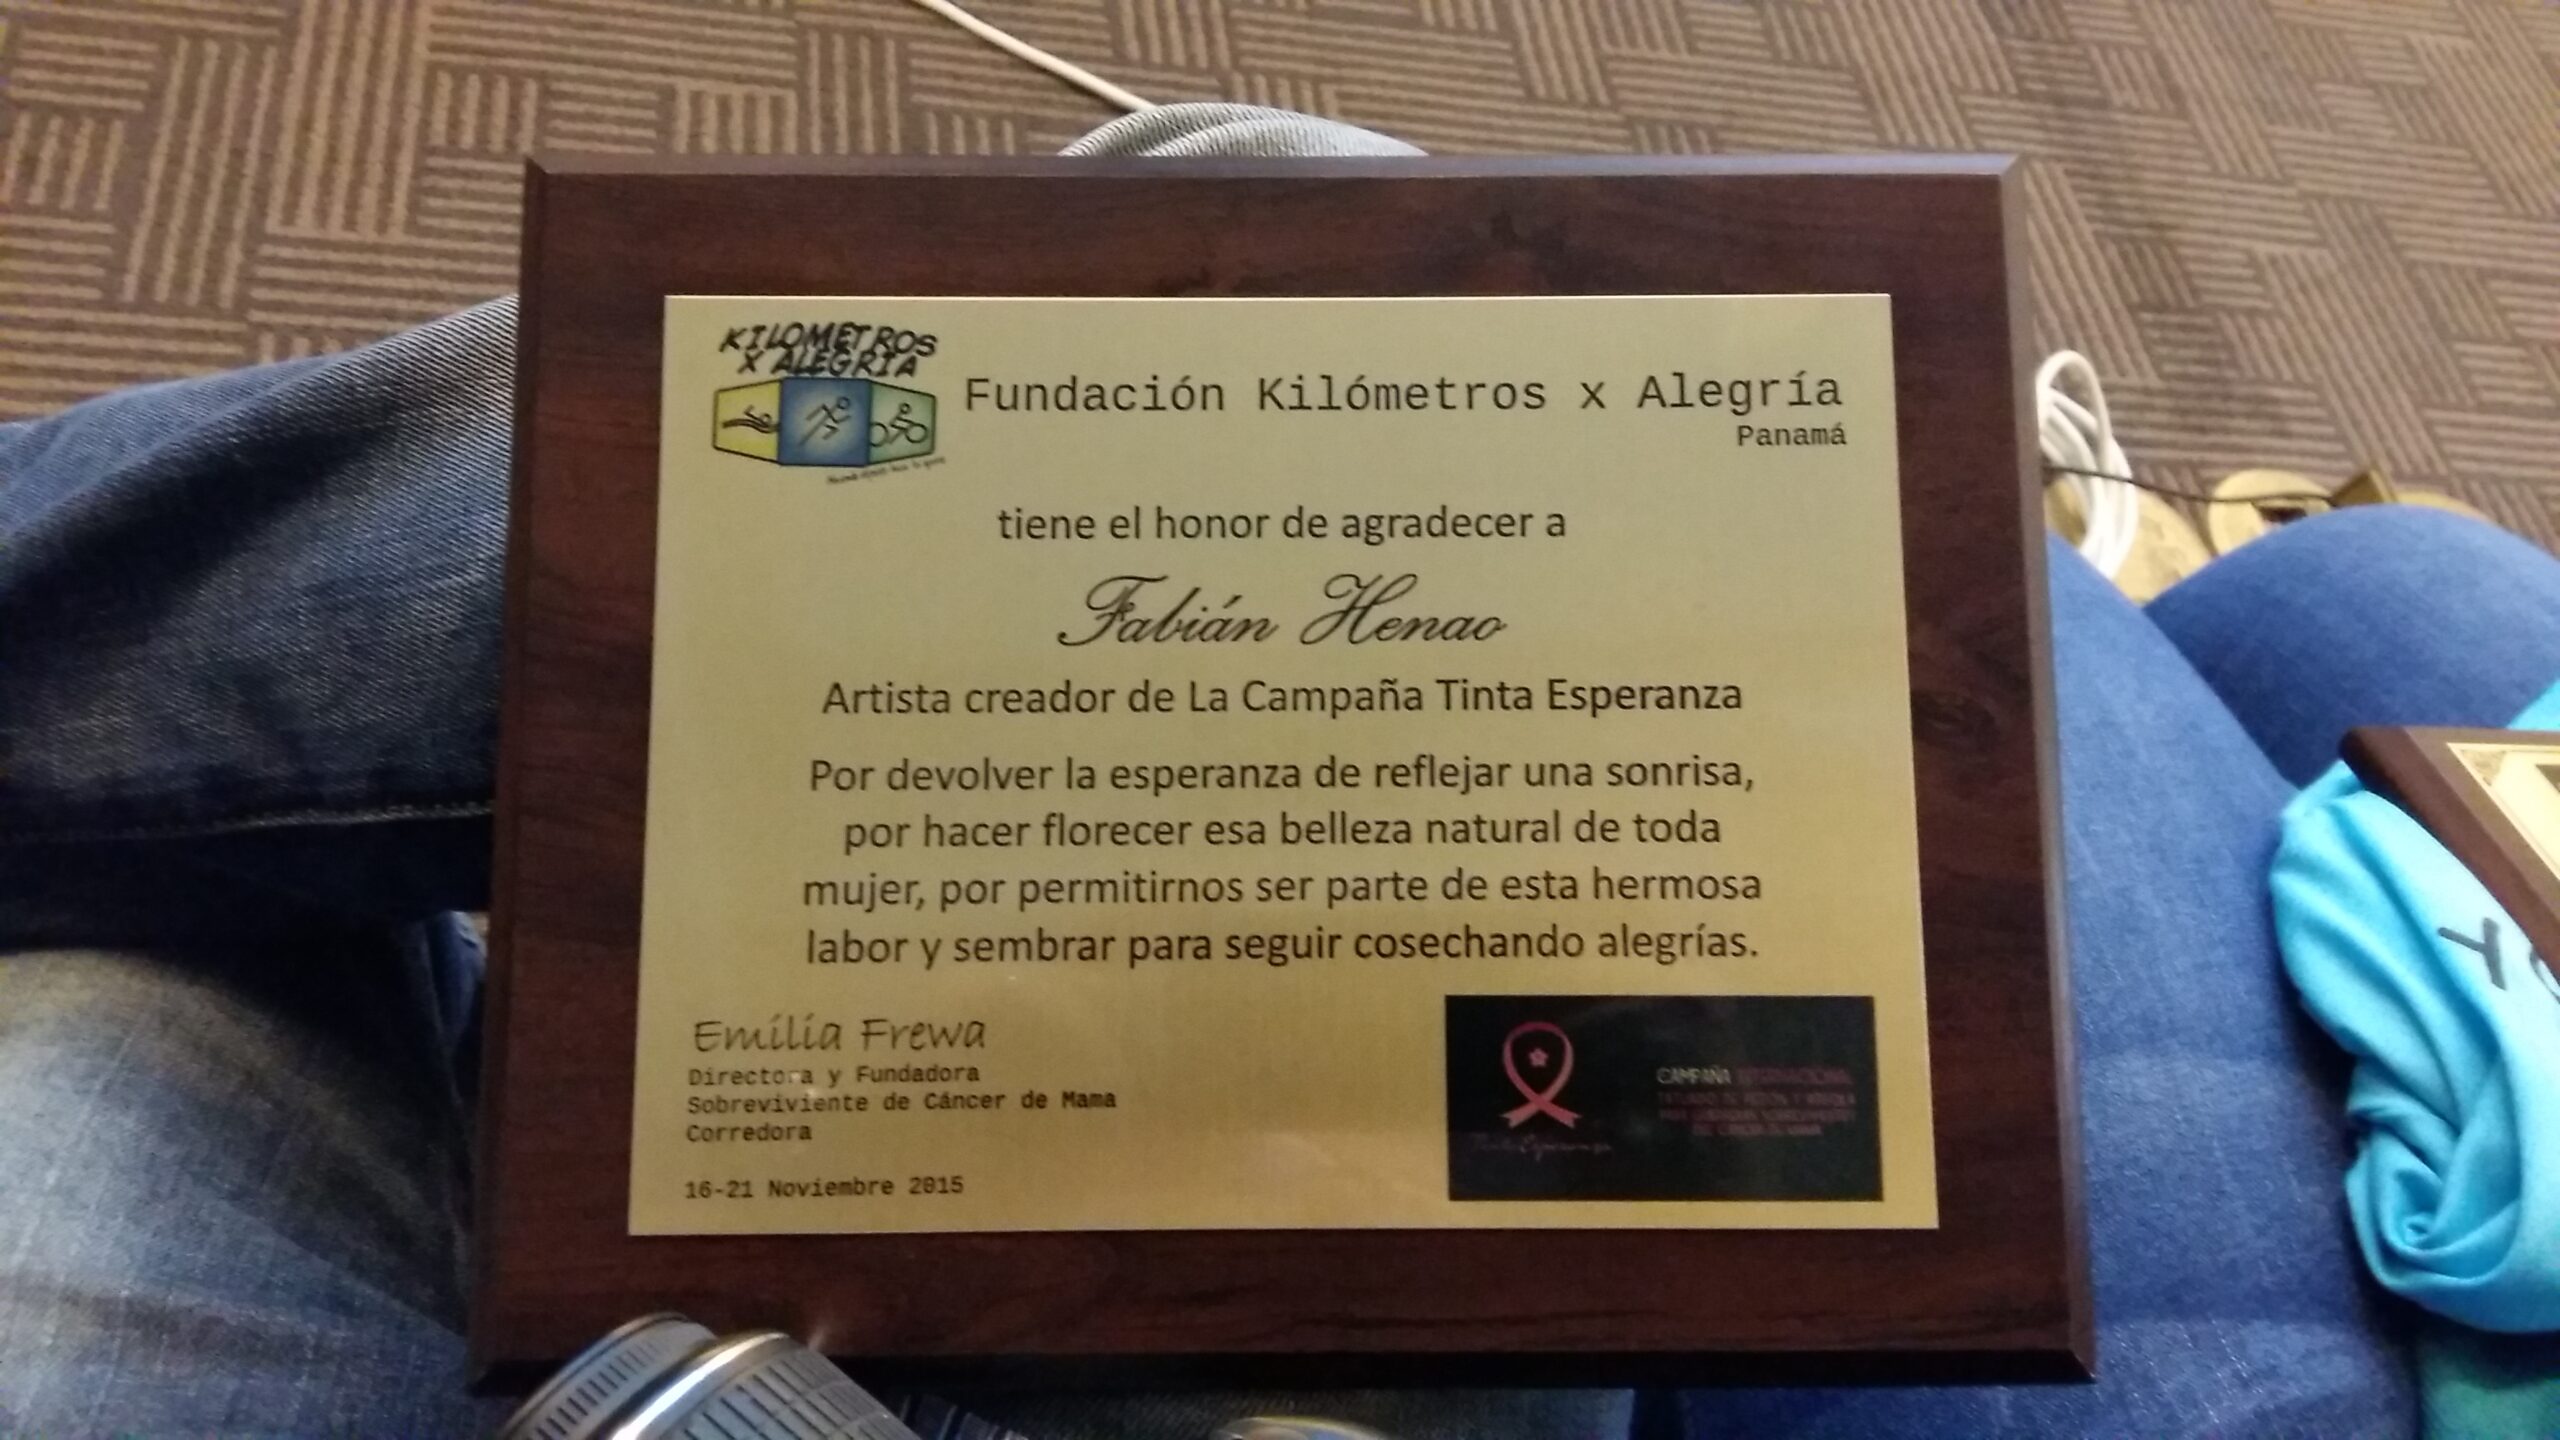 KILOMETROS
X ALEGRIA
Fundación Kilómetros x Alegría
Panamá
tiene el honor de agradecer a
Fabián Henao
Artista creador de La Campaña Tinta Esperanza
Por devolver la esperanza de reflejar una sonrisa,
por hacer florecer esa belleza natural de toda
mujer, por permitirnos ser parte de esta hermosa
labor y sembrar para seguir cosechando alegrías.
Emilia Frewa
Directora y Fundadora
Sobreviviente de Cáncer de Mama
Corredora
16-21 Noviembre 2015
Tinta Esperanza
CAMPAÑA INTERNACIONAL